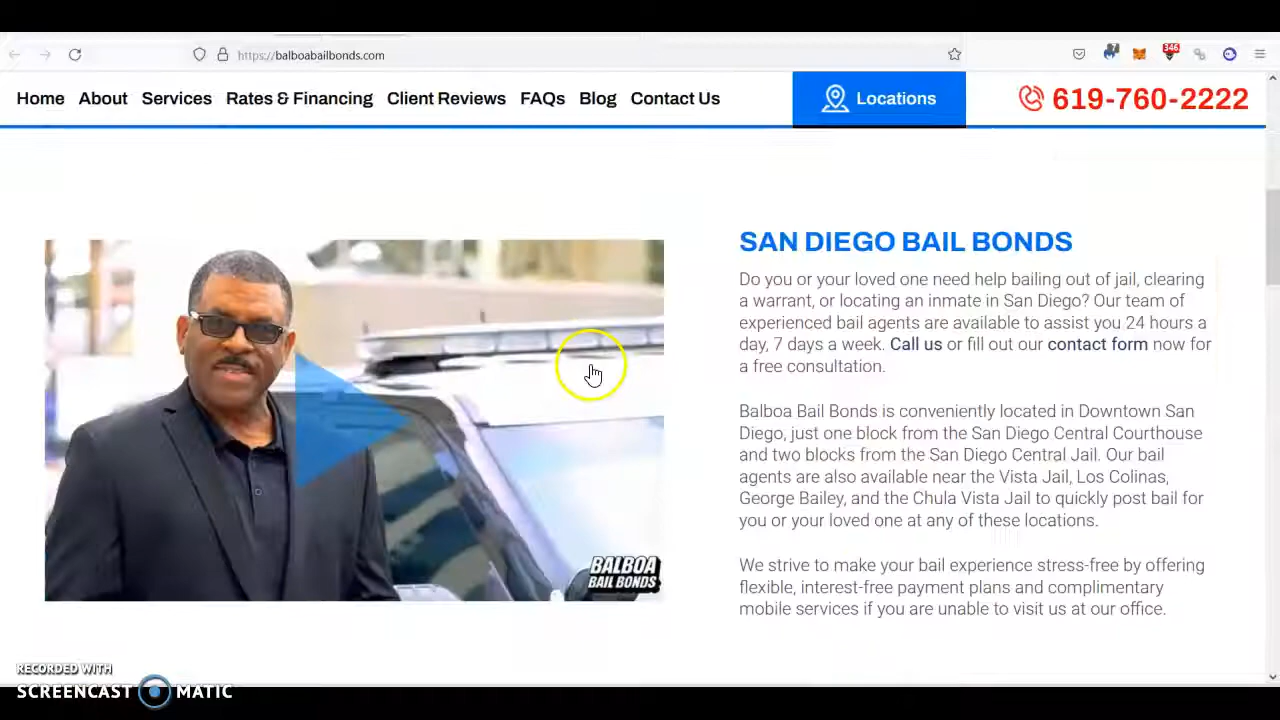 https://balboabailbonds.com
7
346
Home About Services Rates & Financing Client Reviews FAQs Blog Contact Us Locations 619-760-2222
SAN DIEGO BAIL BONDS
Do you or your loved one need help bailing out of jail, clearing
a warrant, or locating an inmate in San Diego? Our team of
experienced bail agents are available to assist you 24 hours a
day, 7 days a week. Call us or fill out our contact form now for
a free consultation.
Balboa Bail Bonds is conveniently located in Downtown San
Diego, just one block from the San Diego Central Courthouse
and two blocks from the San Diego Central Jail. Our bail
agents are also available near the Vista Jail, Los Colinas,
George Bailey, and the Chula Vista Jail to quickly post bail for
you or your loved one at any of these locations.
We strive to make your bail experience stress-free by offering
flexible, interest-free payment plans and complimentary
mobile services if you are unable to visit us at our office.
BALBOA
BAIL BONDS
RECORDED WITH
SCREENCAST MATIC